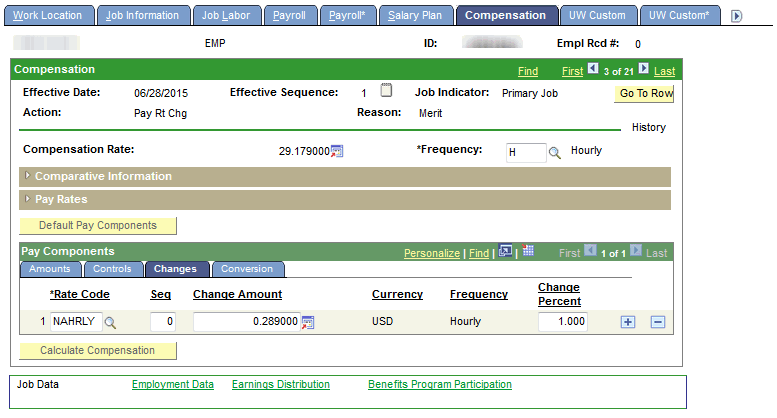 Work Location Job Information Job Labor Payroll Payroll* Salary Plan Compensation UW Custom UW Custom*
EMP ID: Empl Rcd #: 0
Compensation Find First 3 of 21 Last
Effective Date: 06/28/2015 Effective Sequence: 1 Job Indicator: Primary Job Go To Row
Action: Pay Rt Chg Reason: Merit
History
Compensation Rate: 29.179000 *Frequency: H Hourly
Comparative Information
Pay Rates
Default Pay Components
Pay Components Personalize | Find | | First 1 of 1 Last
Amounts Controls Changes Conversion
*Rate Code Seq Change Amount Currency Frequency Change Percent
1 NAHRLY 0 0.289000 USD Hourly 1.000
Calculate Compensation
Job Data Employment Data Earnings Distribution Benefits Program Participation